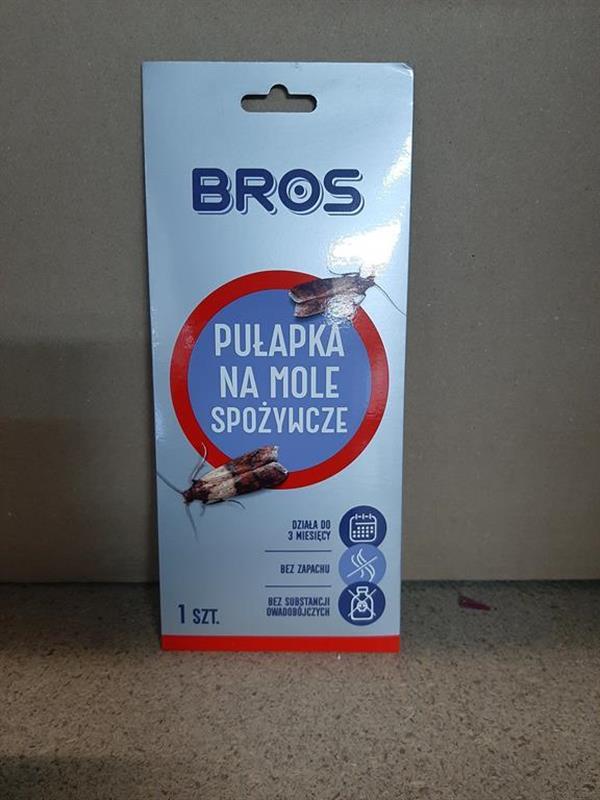 BROS
PUŁAPKA
NA MOLE
SPOŻYWCZE
DZIAŁA DO
3 MIESIĘCY
BEZ ZAPACHU
BEZ SUBSTANCJI
OWADOBÓJCZYCH
1 SZT.